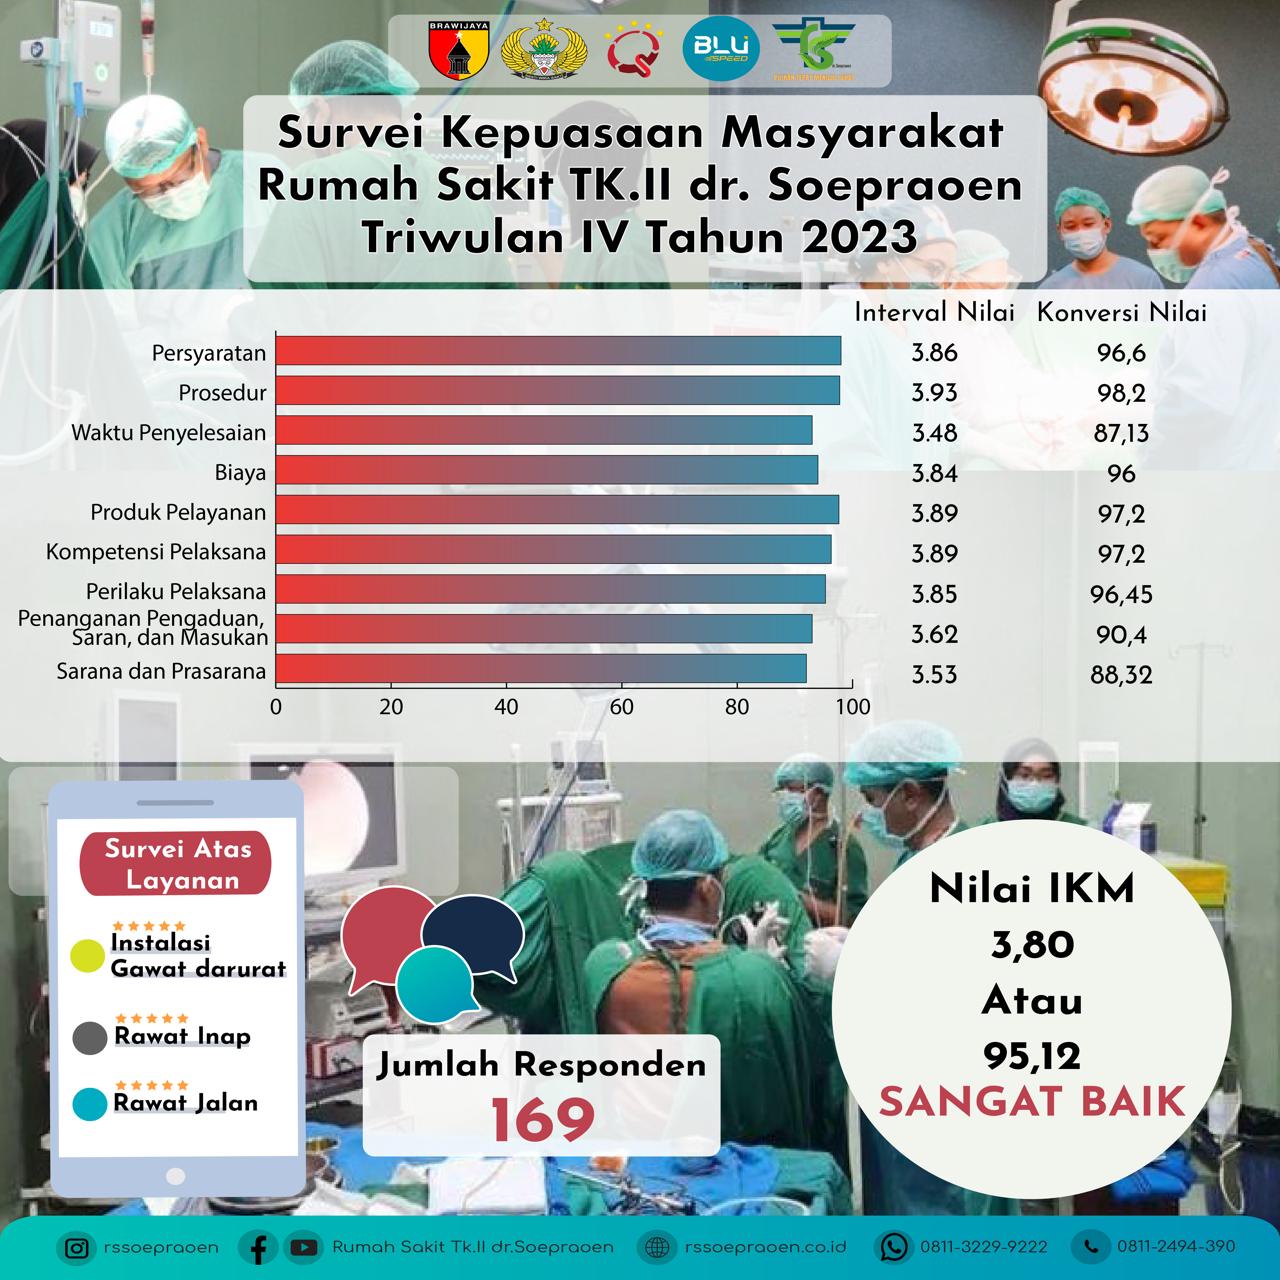 BRAWIJAYA
BLU
SPEED
Survei Kepuasaan Masyarakat
Rumah Sakit TK.II dr. Soepraoen
Triwulan IV Tahun 2023
Interval Nilai Konversi Nilai
Persyaratan 3.86 96,6
Prosedur 3.93 98,2
Waktu Penyelesaian 3.48 87,13
Biaya 3.84 96
Produk Pelayanan 3.89 97,2
Kompetensi Pelaksana 3.89 97,2
Perilaku Pelaksana 3.85 96,45
Penanganan Pengaduan,
Saran, dan Masukan 3.62 90,4
Sarana dan Prasarana 3.53 88,32
0 20 40 60 80 100
Survei Atas
Layanan
Instalasi
Gawat darurat
Rawat Inap
Rawat Jalan
Jumlah Responden
169
Nilai IKM
3,80
Atau
95,12
SANGAT BAIK
rssoepraoen Rumah Sakit Tk.II dr.Soepraoen rssoepraoen.co.id 0811-3229-9222 0811-2494-390